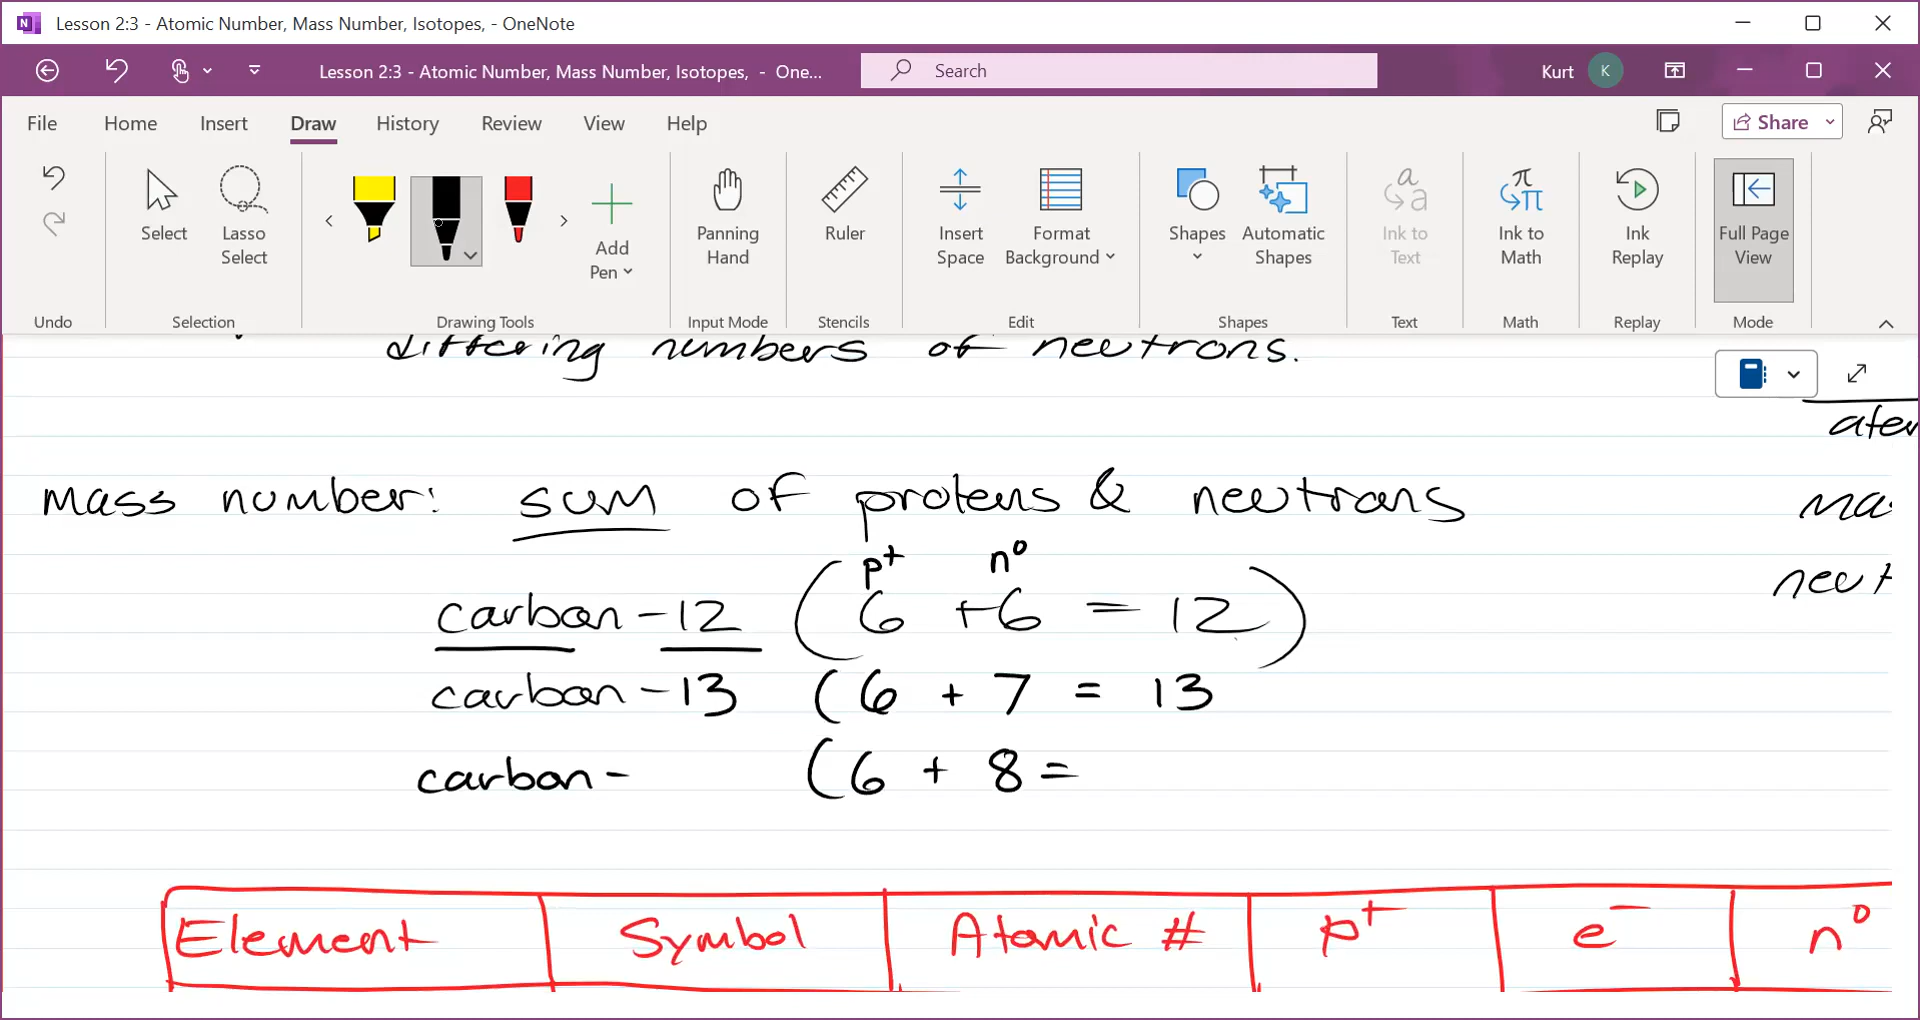 Lesson 2:3 - Atomic Number, Mass Number, Isotopes, - OneNote
Lesson 2:3 - Atomic Number, Mass Number, Isotopes, - One... Search Kurt K
File Home Insert Draw History Review View Help Share
Select Lasso Select Add Pen Panning Hand Ruler Insert Space Format Background Shapes Automatic Shapes Ink to Text Ink to Math Ink Replay Full Page View
Undo Selection Drawing Tools Input Mode Stencils Edit Shapes Text Math Replay Mode
differing numbers of neutrons.
mass number: sum of protens & neutrans
p+ n0
carbon-12 (6 +6 = 12)
carbon-13 (6 + 7 = 13
carbon- (6 + 8 =
Element Symbol Atomic # p+ e- n0